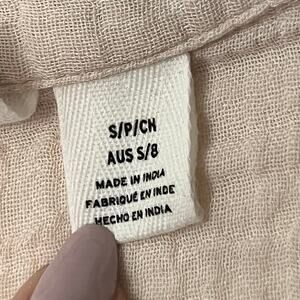 S/P/CH
AUS S/8
MADE IN INDIA
FABRIQUÉ EN INDE
HECHO EN INDIA